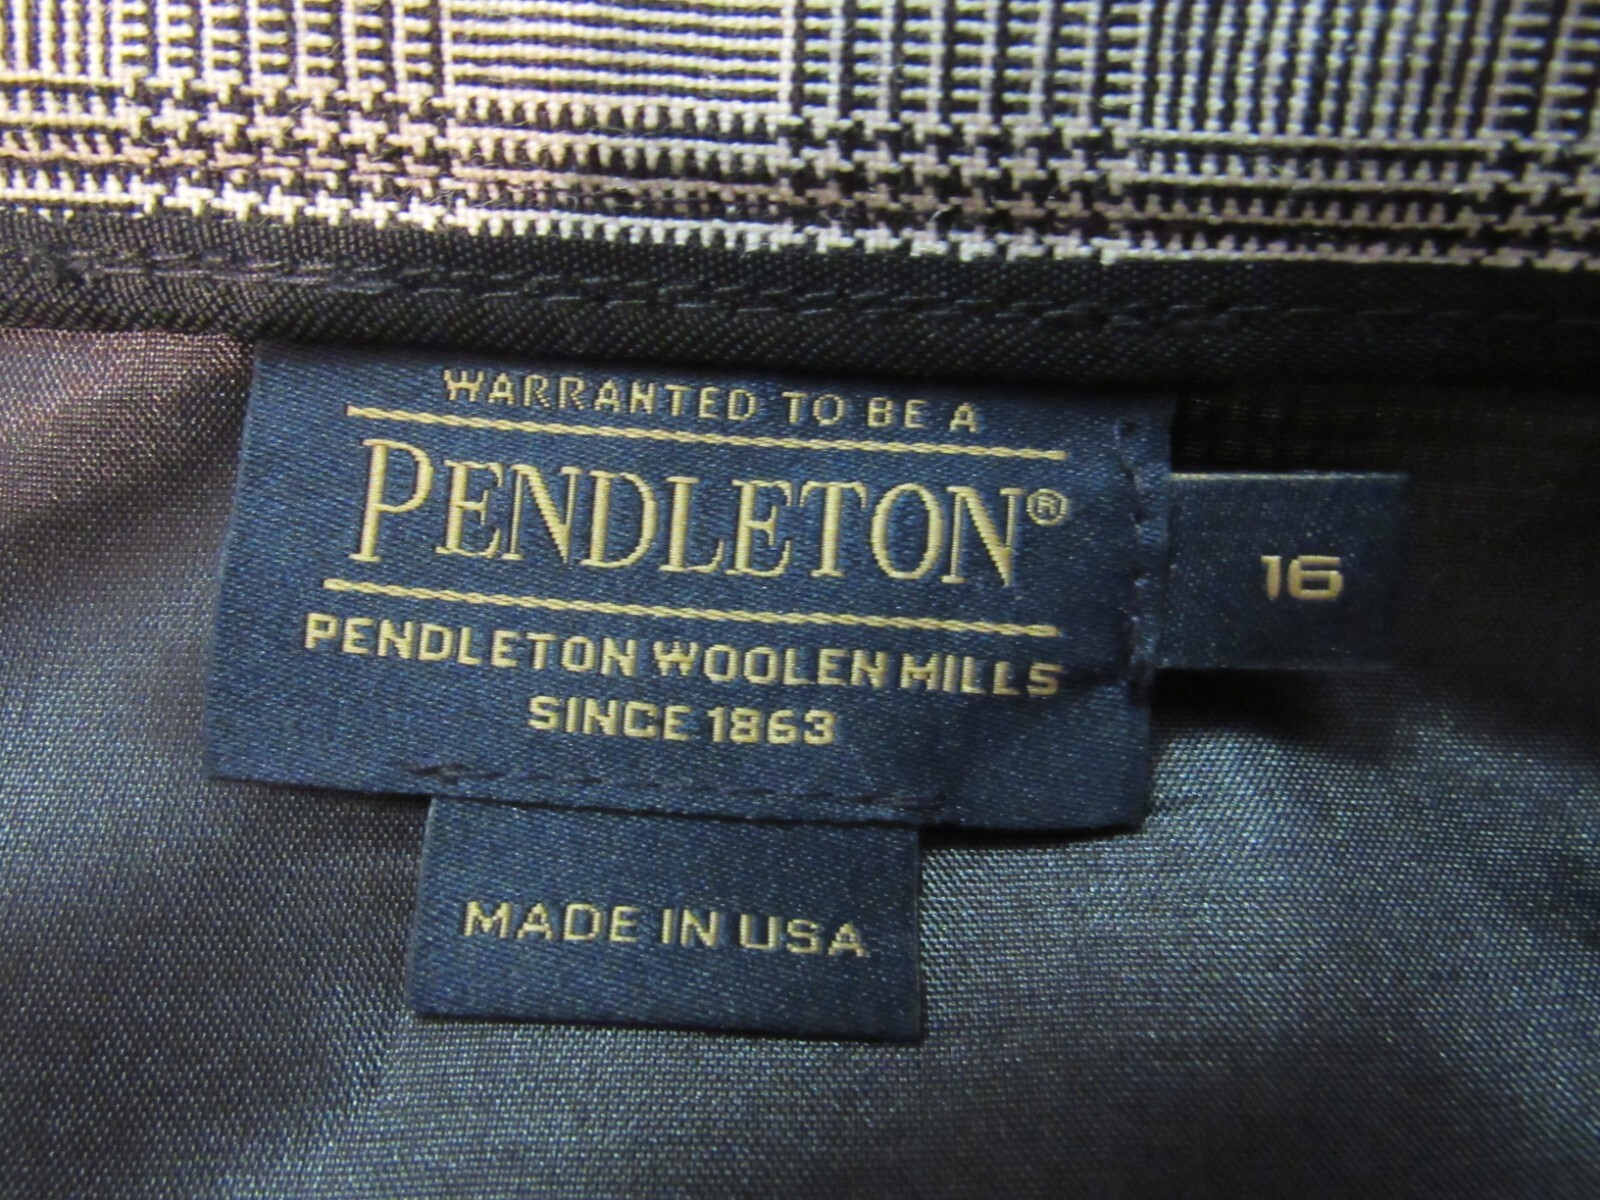 WARRANTED TO BE A
PENDLETON®
PENDLETON WOOLEN MILLS
SINCE 1863
16
MADE IN USA